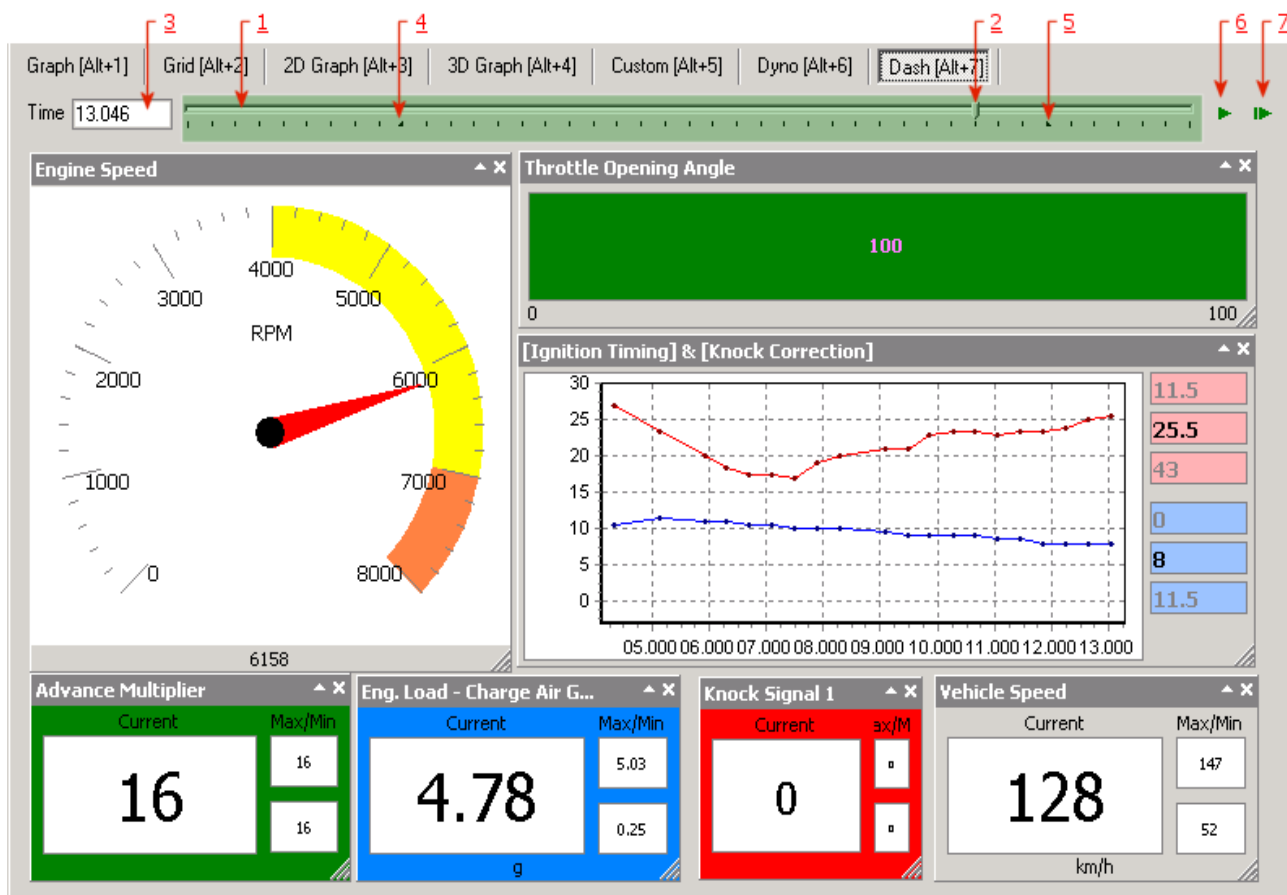 3 1 4 2 5 6 7
Graph [Alt+1] Grid [Alt+2] 2D Graph [Alt+3] 3D Graph [Alt+4] Custom [Alt+5] Dyno [Alt+6] Dash [Alt+7]
Time 13.046
Engine Speed
4000
3000 5000
RPM
2000 6000
1000 7000
0 8000
6158
Throttle Opening Angle
100
0 100
[Ignition Timing] & [Knock Correction]
30
25
20
15
10
5
0
05.000 06.000 07.000 08.000 09.000 10.000 11.000 12.000 13.000
11.5
25.5
43
0
8
11.5
Advance Multiplier
Current Max/Min
16
16
16
Eng. Load - Charge Air G...
Current Max/Min
4.78
5.03
0.25
g
Knock Signal 1
Current ax/M
0
0
0
Vehicle Speed
Current Max/Min
128
147
52
km/h